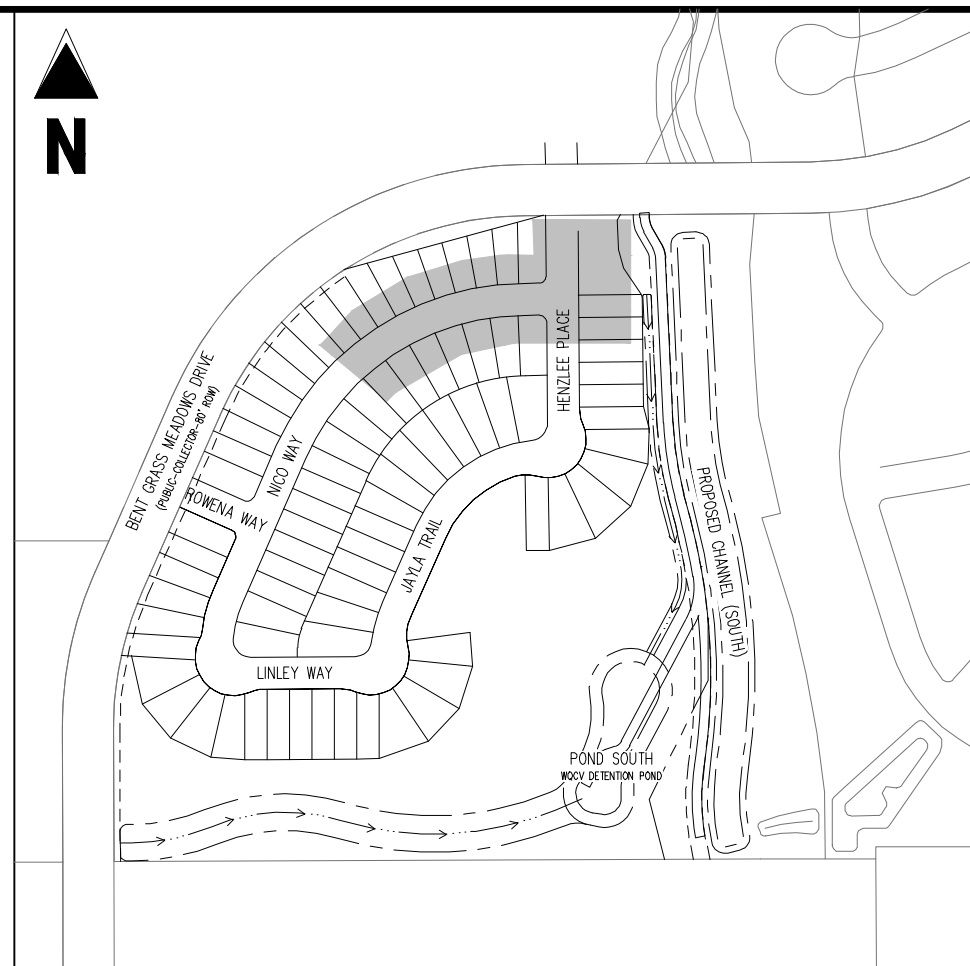 N
BENT GRASS MEADOWS DRIVE
(PUBLIC-COLLECTOR-80' ROW)
HENZLEE PLACE
NICO WAY
ROWENA WAY
JAYLA TRAIL
PROPOSED CHANNEL (SOUTH)
LINLEY WAY
POND SOUTH
WQCV DETENTION POND